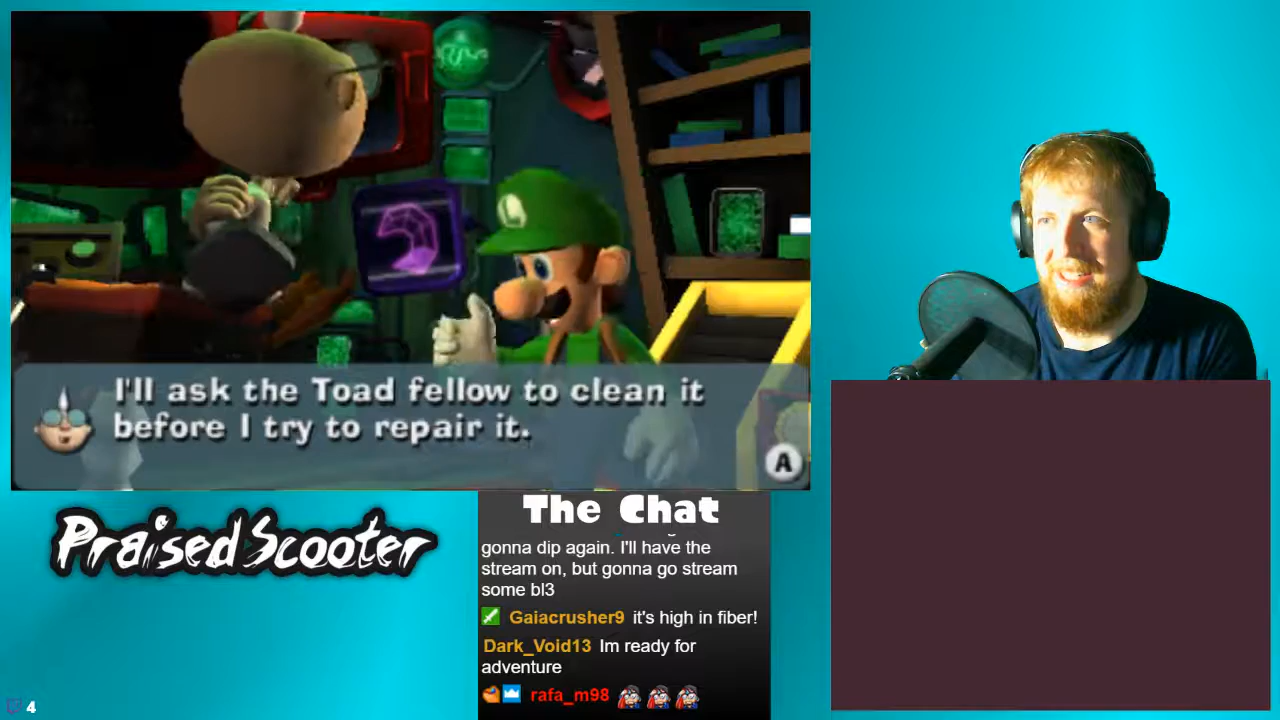 L
I'll ask the Toad fellow to clean it
before I try to repair it.
A
PraisedScooter
The Chat
gonna dip again. I'll have the
stream on, but gonna go stream
some bl3
Gaiacrusher9 it's high in fiber!
Dark_Void13 Im ready for
adventure
rafa_m98
4